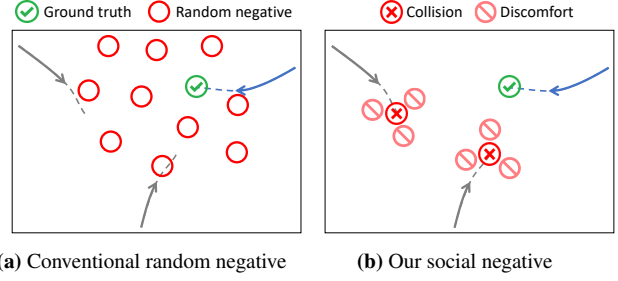 Ground truth Random negative Collision Discomfort
(a) Conventional random negative (b) Our social negative